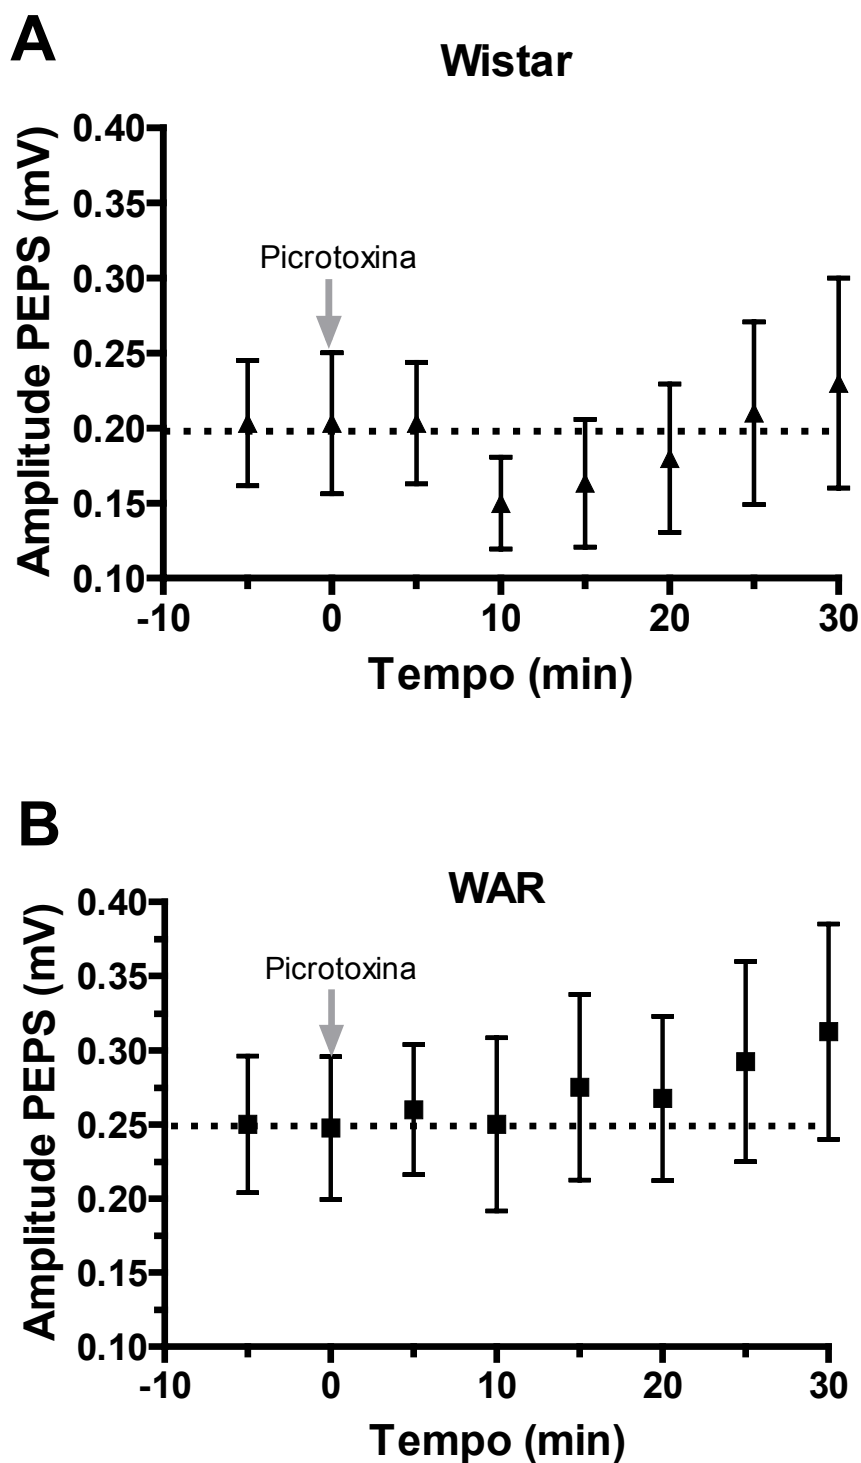 A
Wistar
Amplitude PEPS (mV)
0.40
0.35
0.30
0.25
0.20
0.15
0.10
Picrotoxina
-10 0 10 20 30
Tempo (min)
B
WAR
Amplitude PEPS (mV)
0.40
0.35
0.30
0.25
0.20
0.15
0.10
Picrotoxina
-10 0 10 20 30
Tempo (min)